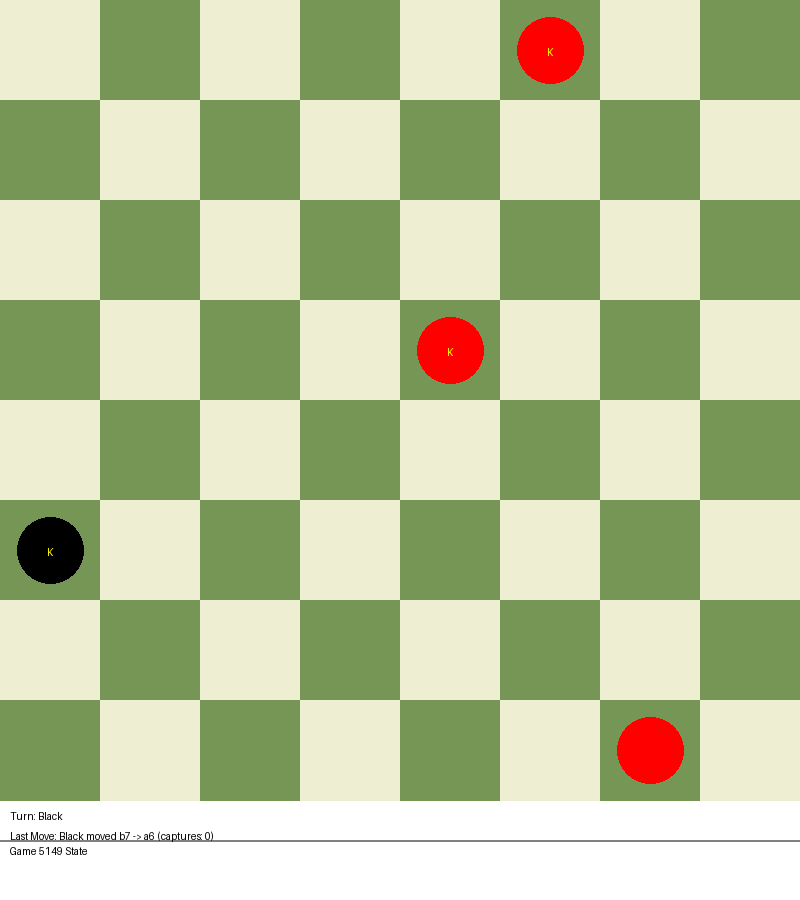 K
K
K
Turn: Black
Last Move: Black moved b7 -> a6 (captures: 0)
Game 5149 State